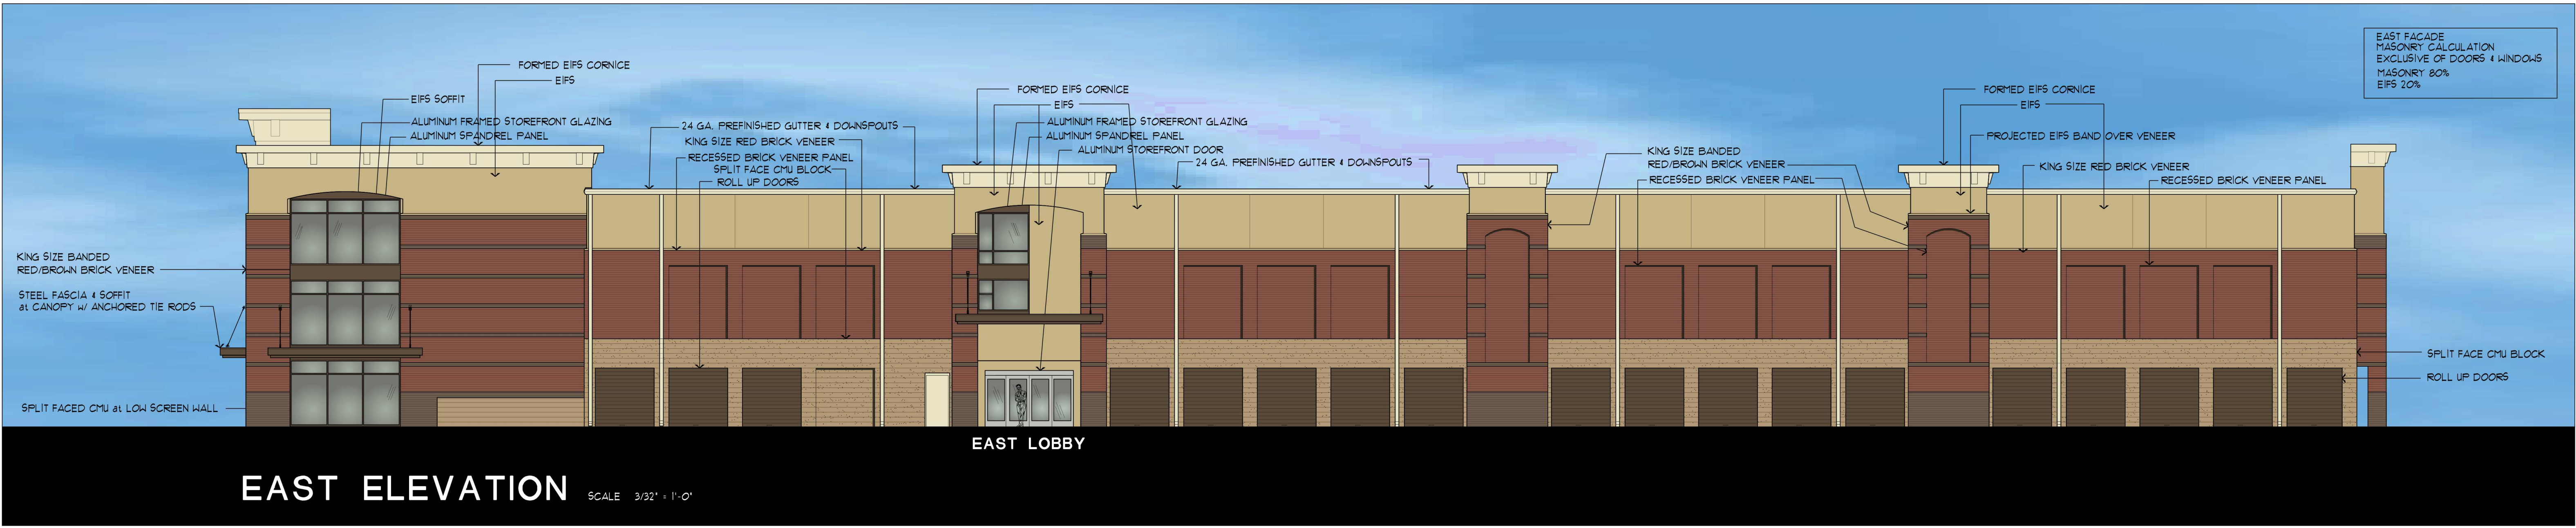 EAST FACADE
MASONRY CALCULATION
EXCLUSIVE OF DOORS & WINDOWS
MASONRY 80%
EIFS 20%
FORMED EIFS CORNICE
EIFS
EIFS SOFFIT
ALUMINUM FRAMED STOREFRONT GLAZING
ALUMINUM SPANDREL PANEL
KING SIZE BANDED
RED/BROWN BRICK VENEER
STEEL FASCIA & SOFFIT
at CANOPY W/ ANCHORED TIE RODS
SPLIT FACED CMU at LOW SCREEN WALL
24 GA. PREFINISHED GUTTER & DOWNSPOUTS
KING SIZE RED BRICK VENEER
RECESSED BRICK VENEER PANEL
SPLIT FACE CMU BLOCK
ROLL UP DOORS
FORMED EIFS CORNICE
EIFS
ALUMINUM FRAMED STOREFRONT GLAZING
ALUMINUM SPANDREL PANEL
ALUMINUM STOREFRONT DOOR
24 GA. PREFINISHED GUTTER & DOWNSPOUTS
KING SIZE BANDED
RED/BROWN BRICK VENEER
RECESSED BRICK VENEER PANEL
FORMED EIFS CORNICE
EIFS
PROJECTED EIFS BAND OVER VENEER
KING SIZE RED BRICK VENEER
RECESSED BRICK VENEER PANEL
SPLIT FACE CMU BLOCK
ROLL UP DOORS
EAST LOBBY
EAST ELEVATION
SCALE 3/32" = 1'-0"